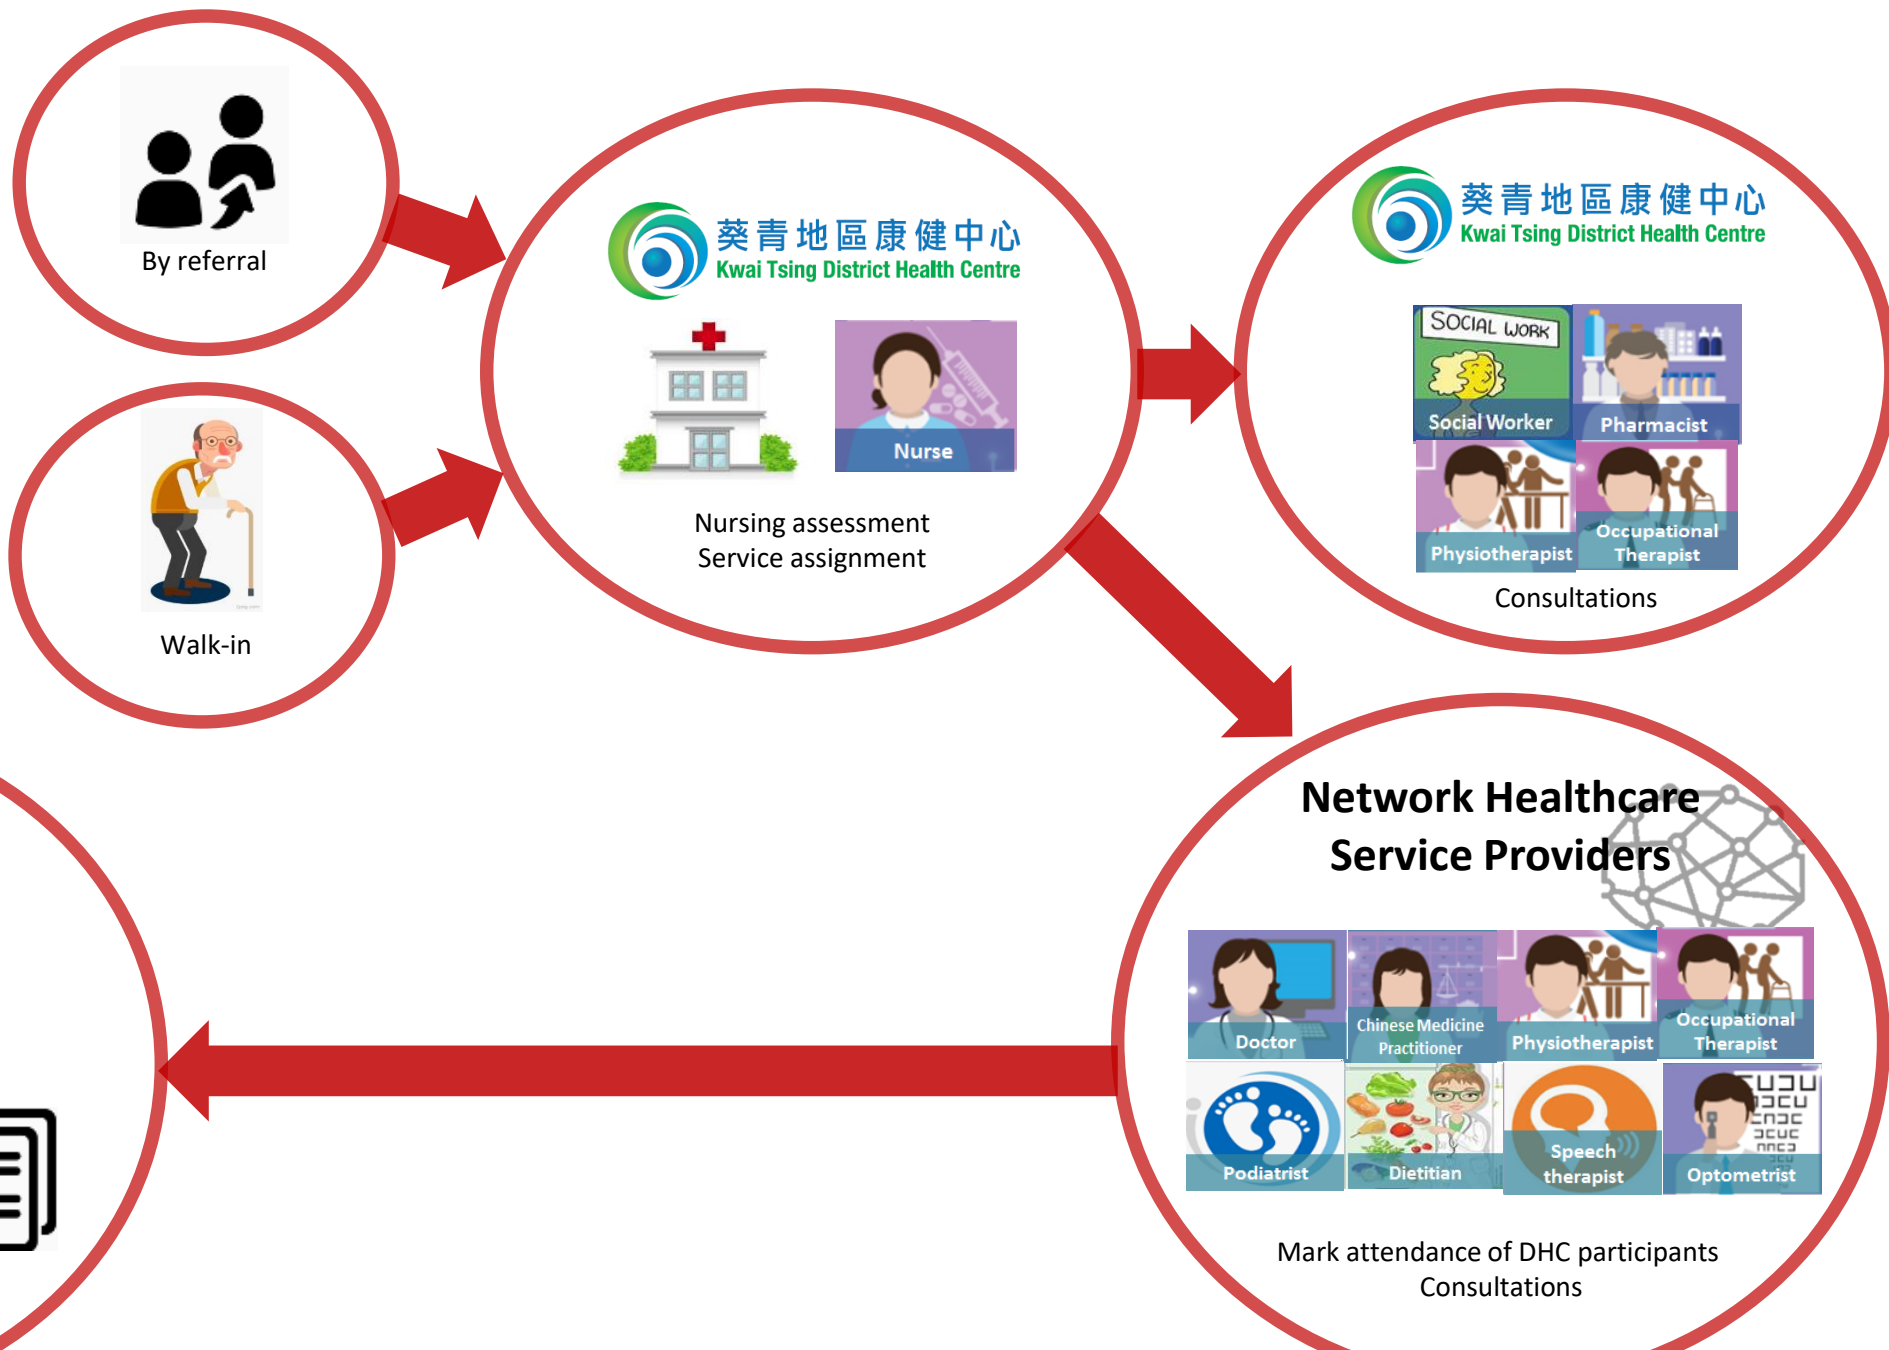 By referral
Walk-in
葵青地區康健中心
Kwai Tsing District Health Centre
Nurse
Nursing assessment
Service assignment
葵青地區康健中心
Kwai Tsing District Health Centre
SOCIAL WORK
Social Worker
Pharmacist
Physiotherapist
Occupational
Therapist
Consultations
Network Healthcare
Service Providers
Doctor
Chinese Medicine
Practitioner
Physiotherapist
Occupational
Therapist
Podiatrist
Dietitian
Speech
therapist
Optometrist
Mark attendance of DHC participants
Consultations